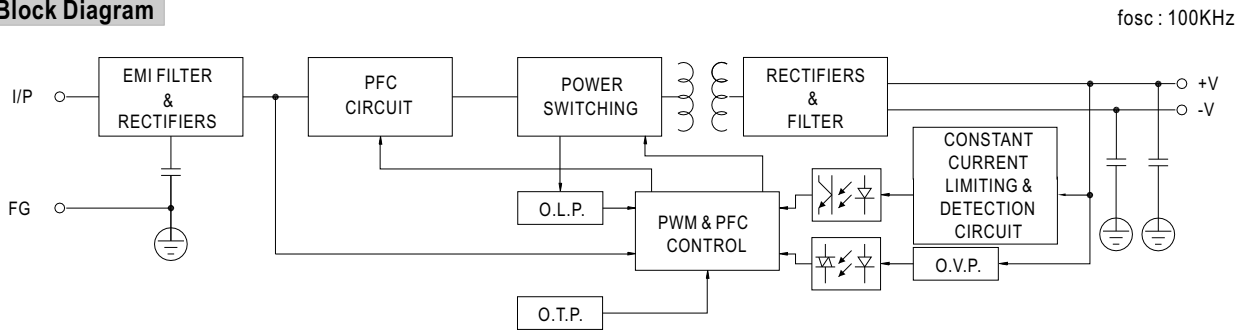 Block Diagram
fosc : 100KHz
I/P
EMI FILTER
&
RECTIFIERS
PFC
CIRCUIT
POWER
SWITCHING
RECTIFIERS
&
FILTER
+V
-V
FG
O.L.P.
PWM & PFC
CONTROL
CONSTANT
CURRENT
LIMITING &
DETECTION
CIRCUIT
O.V.P.
O.T.P.